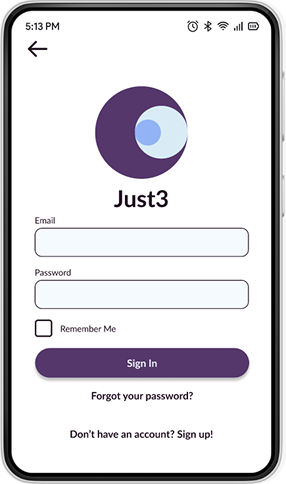 5:13 PM
Just3
Email
Password
Remember Me
Sign In
Forgot your password?
Don't have an account? Sign up!